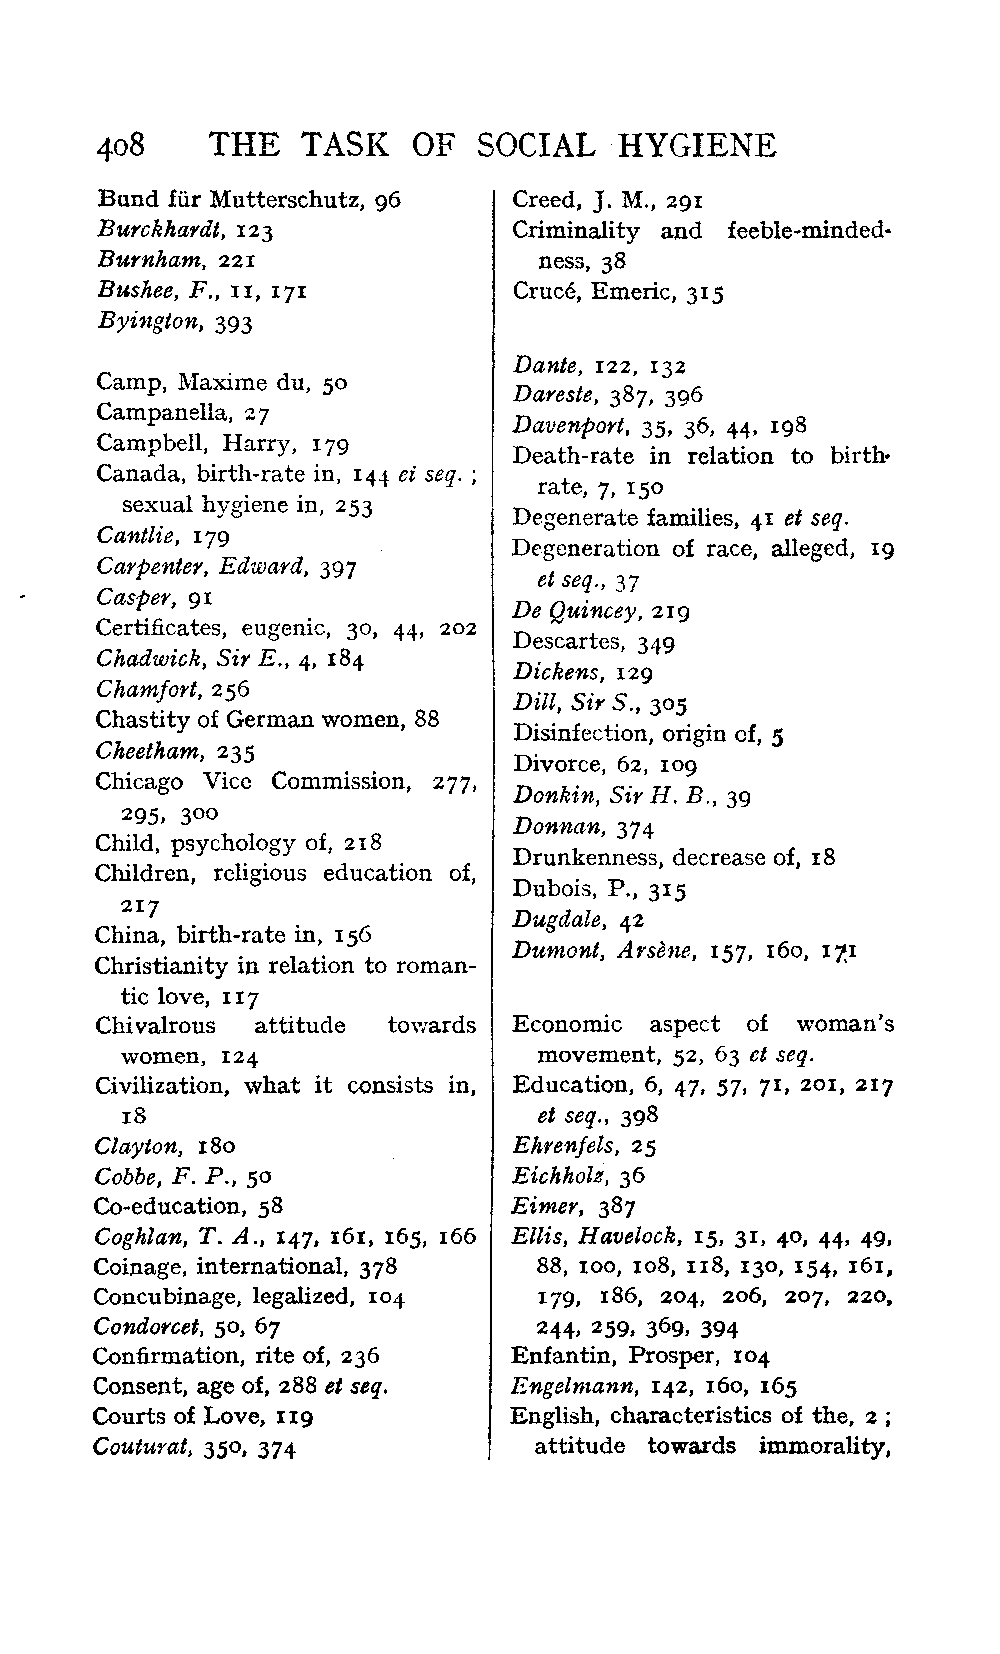 408 THE TASK OF SOCIAL HYGIENE
Bund für Mutterschutz, 96
Burckhardt, 123
Burnham, 221
Bushee, F., 11, 171
Byington, 393
Camp, Maxime du, 50
Campanella, 27
Campbell, Harry, 179
Canada, birth-rate in, 144 et seq. ;
sexual hygiene in, 253
Cantlie, 179
Carpenter, Edward, 397
Casper, 91
Certificates, eugenic, 30, 44, 202
Chadwick, Sir E., 4, 184
Chamfort, 256
Chastity of German women, 88
Cheetham, 235
Chicago Vice Commission, 277,
295, 300
Child, psychology of, 218
Children, religious education of,
217
China, birth-rate in, 156
Christianity in relation to roman-
tic love, 117
Chivalrous attitude towards
women, 124
Civilization, what it consists in,
18
Clayton, 180
Cobbe, F. P., 50
Co-education, 58
Coghlan, T. A., 147, 161, 165, 166
Coinage, international, 378
Concubinage, legalized, 104
Condorcet, 50, 67
Confirmation, rite of, 236
Consent, age of, 288 et seq.
Courts of Love, 119
Couturat, 350, 374
Creed, J. M., 291
Criminality and feeble-minded-
ness, 38
Crucé, Emeric, 315
Dante, 122, 132
Dareste, 387, 396
Davenport, 35, 36, 44, 198
Death-rate in relation to birth-
rate, 7, 150
Degenerate families, 41 et seq.
Degeneration of race, alleged, 19
et seq., 37
De Quincey, 219
Descartes, 349
Dickens, 129
Dill, Sir S., 305
Disinfection, origin of, 5
Divorce, 62, 109
Donkin, Sir H. B., 39
Donnan, 374
Drunkenness, decrease of, 18
Dubois, P., 315
Dugdale, 42
Dumont, Arsène, 157, 160, 171
Economic aspect of woman's
movement, 52, 63 et seq.
Education, 6, 47, 57, 71, 201, 217
et seq., 398
Ehrenfels, 25
Eichholz, 36
Eimer, 387
Ellis, Havelock, 15, 31, 40, 44, 49,
88, 100, 108, 118, 130, 154, 161,
179, 186, 204, 206, 207, 220,
244, 259, 369, 394
Enfantin, Prosper, 104
Engelmann, 142, 160, 165
English, characteristics of the, 2 ;
attitude towards immorality,